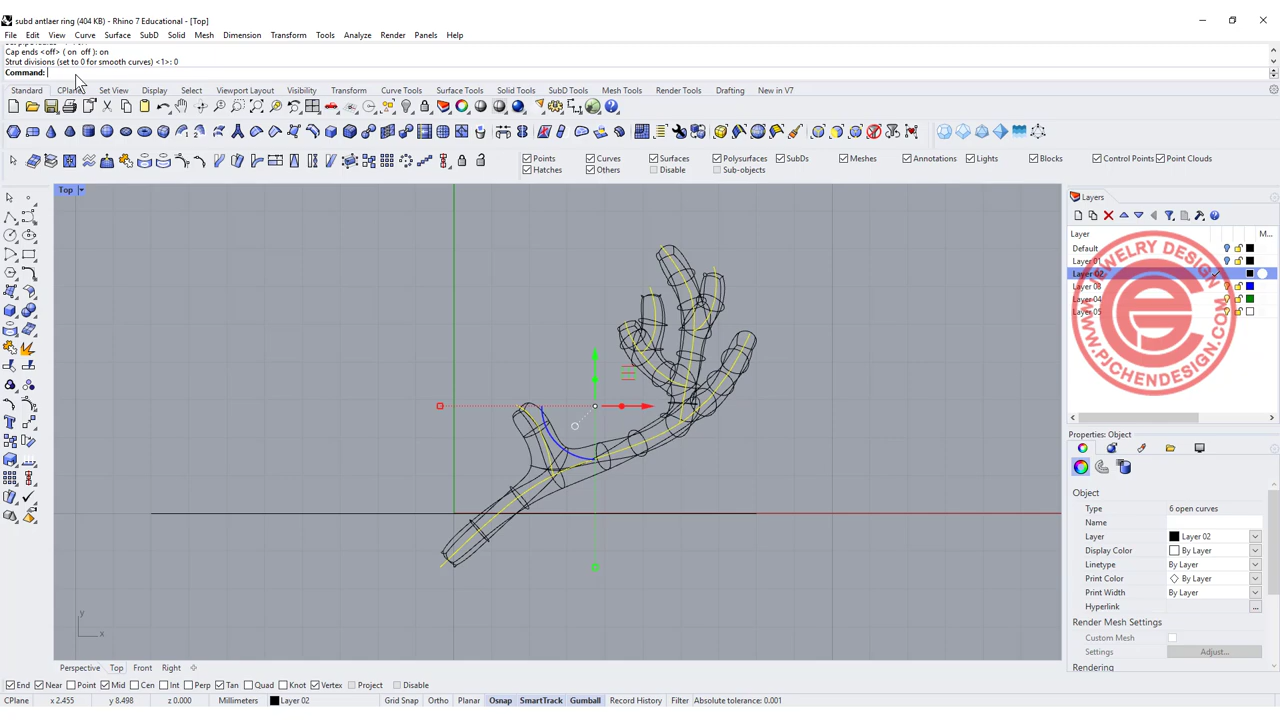 subd antlaer ring (404 KB) - Rhino 7 Educational - [Top]
File Edit View Curve Surface SubD Solid Mesh Dimension Transform Tools Analyze Render Panels Help
Cap ends <off> ( on off ): on
Strut divisions (set to 0 for smooth curves) <1>: 0
Command:
Standard CPlanes Set View Display Select Viewport Layout Visibility Transform Curve Tools Surface Tools Solid Tools SubD Tools Mesh Tools Render Tools Drafting New in V7
Points Curves Surfaces Polysurfaces SubDs Meshes Annotations Lights Blocks Control Points Point Clouds
Hatches Others Disable Sub-objects
Top
Layers
Layer M...
Default
Layer 01
Layer 02
Layer 03
Layer 04
Layer 05
JEWELRY DESIGN
WWW.PJCHENDESIGN.COM
Properties: Object
Object
Type 6 open curves
Name
Layer Layer 02
Display Color By Layer
Linetype By Layer
Print Color By Layer
Print Width By Layer
Hyperlink ...
Render Mesh Settings
Custom Mesh
Settings Adjust...
Rendering
y
x
Perspective Top Front Right
End Near Point Mid Cen Int Perp Tan Quad Knot Vertex Project Disable
CPlane x 2.455 y 8.498 z 0.000 Millimeters Layer 02 Grid Snap Ortho Planar Osnap SmartTrack Gumball Record History Filter Absolute tolerance: 0.001